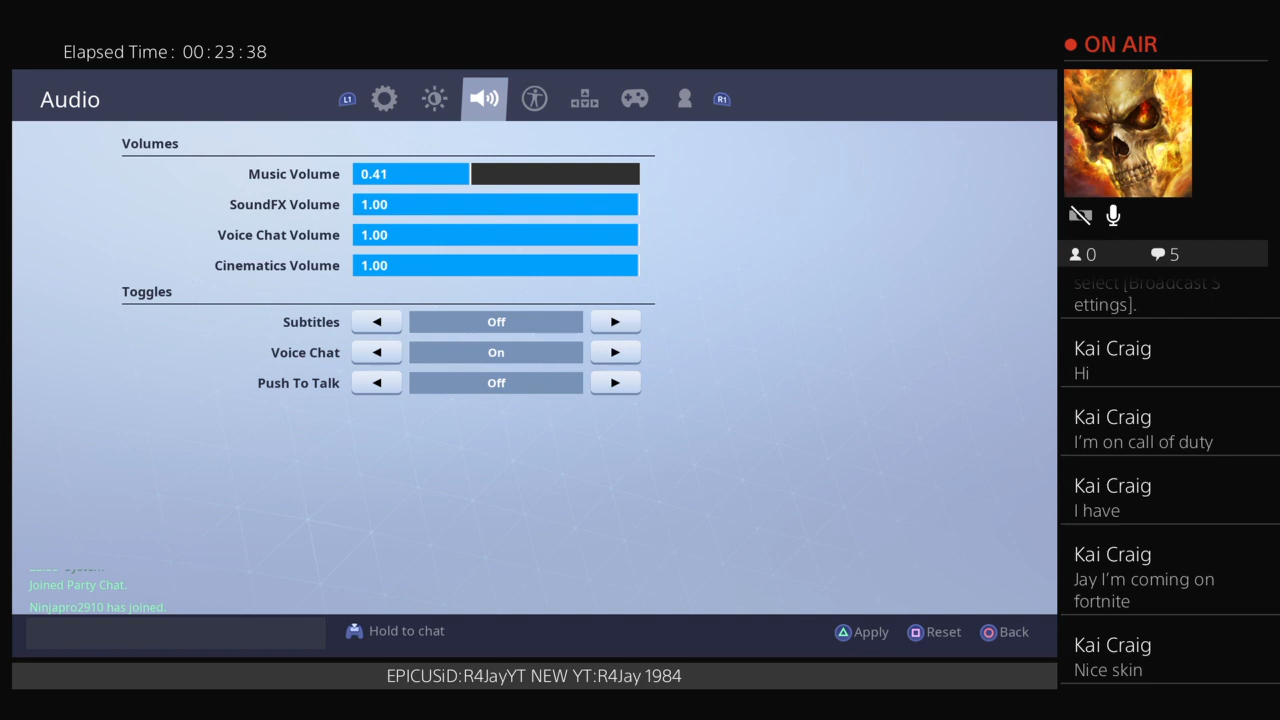 Elapsed Time: 00:23:38
ON AIR
Audio
L1
R1
Volumes
Music Volume 0.41
SoundFX Volume 1.00
Voice Chat Volume 1.00
Cinematics Volume 1.00
Toggles
Subtitles Off
Voice Chat On
Push To Talk Off
Joined Party Chat.
Ninjapro2910 has joined.
Hold to chat
Apply
Reset
Back
EPICUSiD:R4JayYT NEW YT:R4Jay 1984
0
5
select [Broadcast S
ettings].
Kai Craig
Hi
Kai Craig
I'm on call of duty
Kai Craig
I have
Kai Craig
Jay I'm coming on
fortnite
Kai Craig
Nice skin